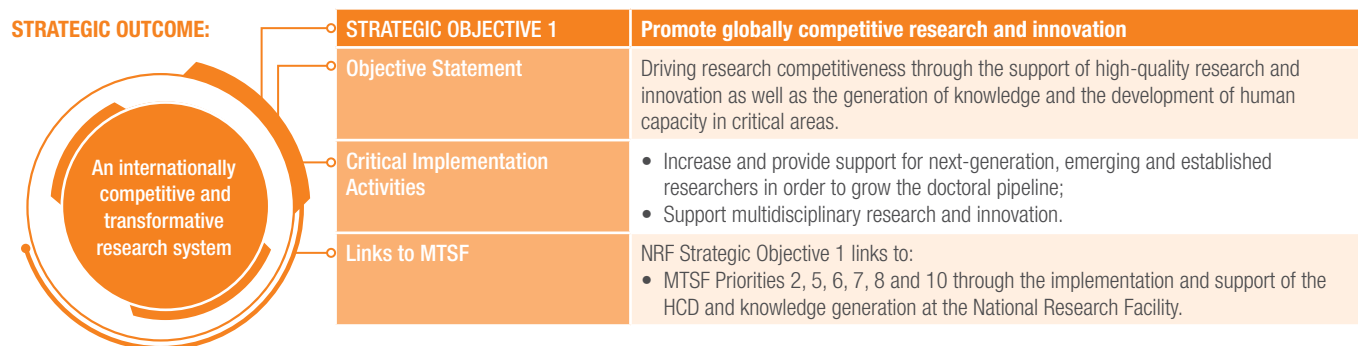 STRATEGIC OUTCOME:
An internationally
competitive and
transformative
research system
STRATEGIC OBJECTIVE 1
Promote globally competitive research and innovation
Objective Statement
Driving research competitiveness through the support of high-quality research and
innovation as well as the generation of knowledge and the development of human
capacity in critical areas.
Critical Implementation
Activities
• Increase and provide support for next-generation, emerging and established
researchers in order to grow the doctoral pipeline;
• Support multidisciplinary research and innovation.
Links to MTSF
NRF Strategic Objective 1 links to:
• MTSF Priorities 2, 5, 6, 7, 8 and 10 through the implementation and support of the
HCD and knowledge generation at the National Research Facility.